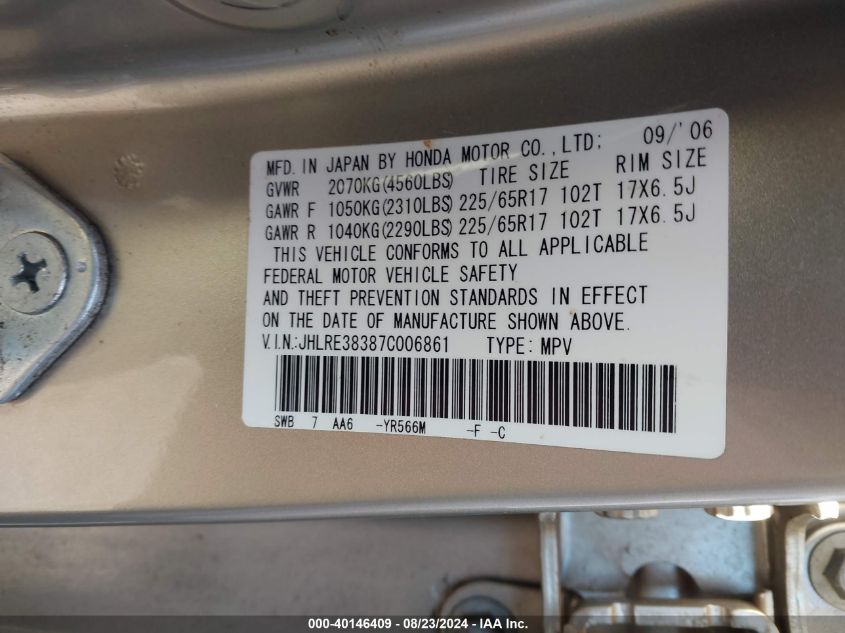 MFD. IN JAPAN BY HONDA MOTOR CO., LTD; 09/'06
GVWR 2070KG(4560LBS) TIRE SIZE RIM SIZE
GAWR F 1050KG(2310LBS) 225/65R17 102T 17X6.5J
GAWR R 1040KG(2290LBS) 225/65R17 102T 17X6.5J
THIS VEHICLE CONFORMS TO ALL APPLICABLE
FEDERAL MOTOR VEHICLE SAFETY
AND THEFT PREVENTION STANDARDS IN EFFECT
ON THE DATE OF MANUFACTURE SHOWN ABOVE.
V.I.N.:JHLRE38387C006861 TYPE: MPV
SWB 7 AA6 -YR566M -F -C
000-40146409 - 08/23/2024 - IAA Inc.